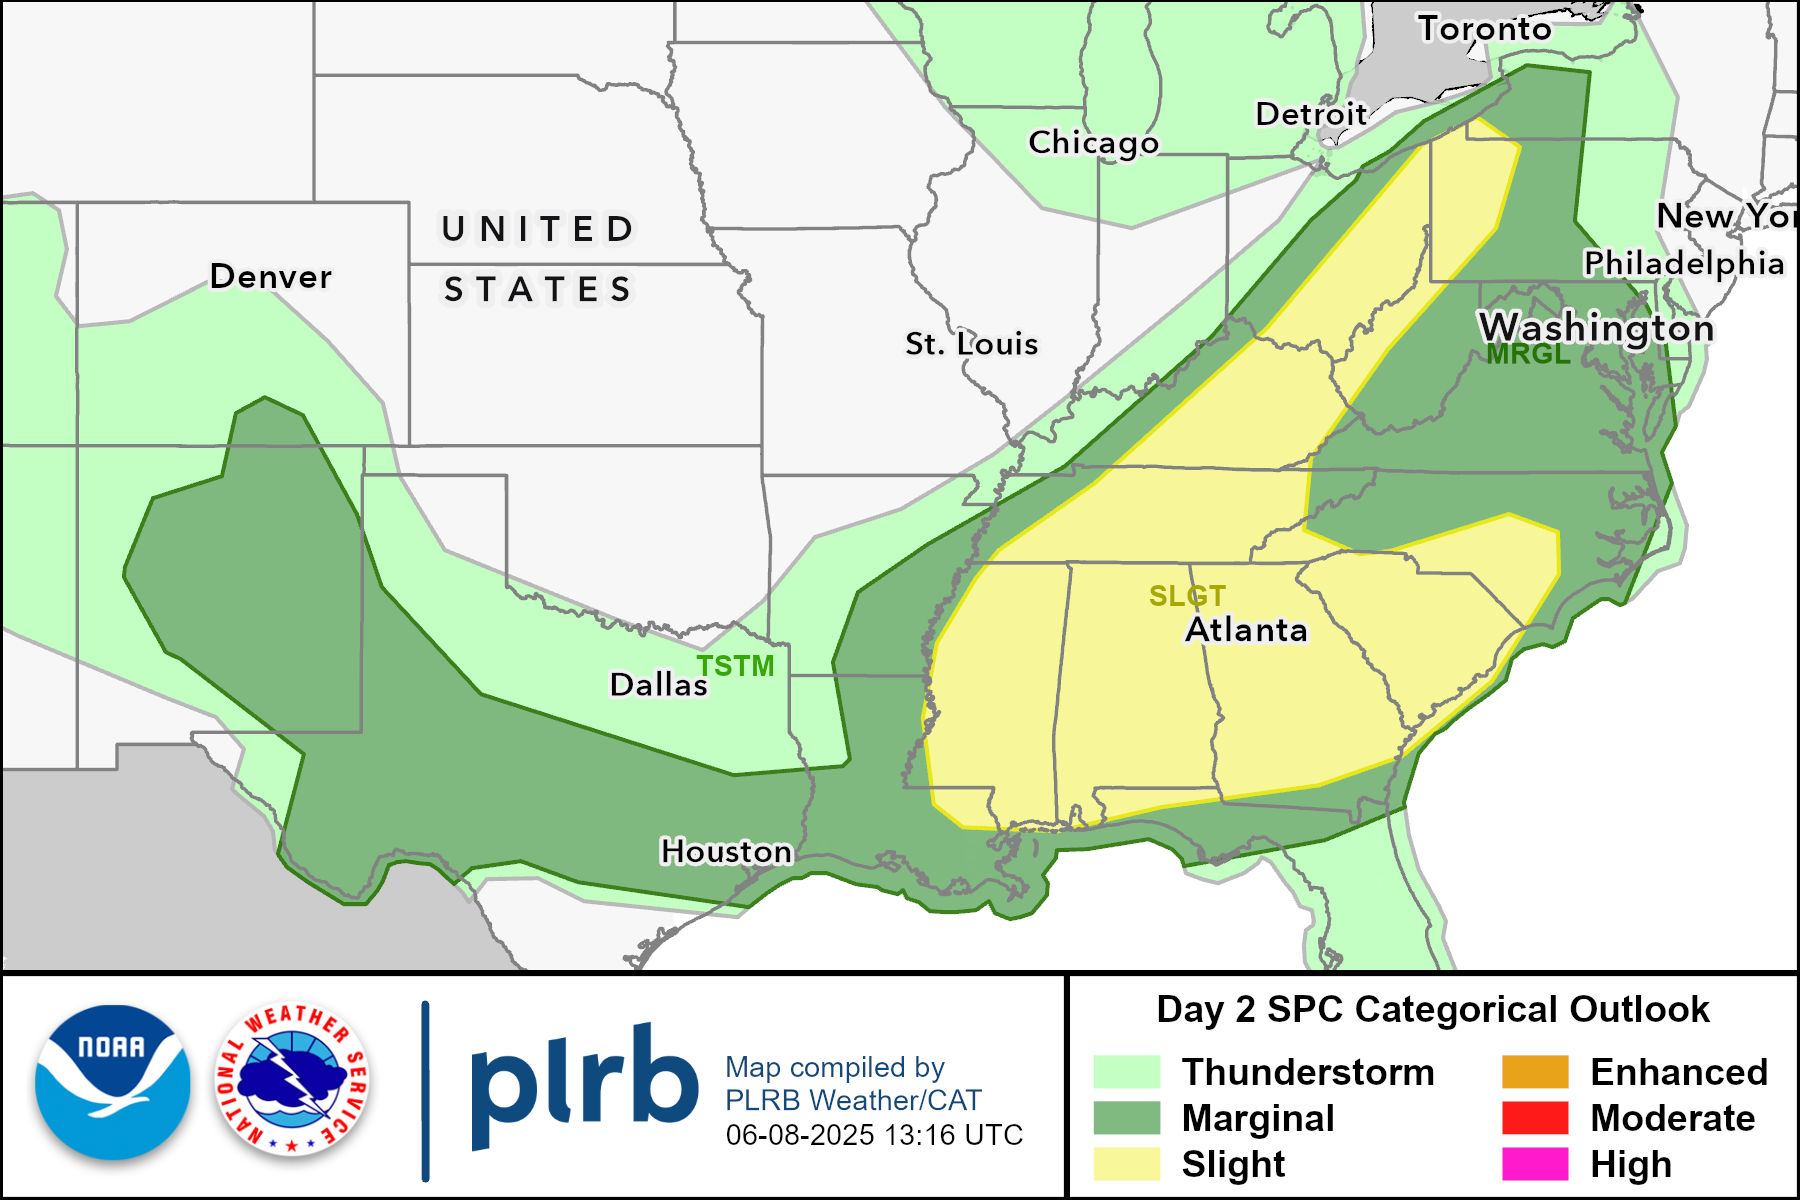 Toronto
Detroit
Chicago
New Yor
UNITED
Philadelphia
Denver
STATES
Washington
St. Louis
MRGL
SLGT
Atlanta
TSTM
Dallas
Houston
NOAA
NATIONAL WEATHER SERVICE
plrb
Map compiled by
PLRB Weather/CAT
06-08-2025 13:16 UTC
Day 2 SPC Categorical Outlook
Thunderstorm
Marginal
Slight
Enhanced
Moderate
High